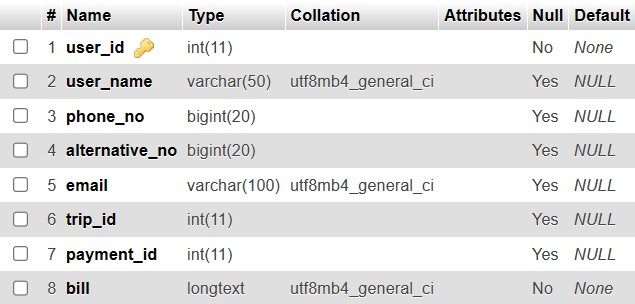 # Name Type Collation Attributes Null Default
1 user_id int(11) No None
2 user_name varchar(50) utf8mb4_general_ci Yes NULL
3 phone_no bigint(20) Yes NULL
4 alternative_no bigint(20) Yes NULL
5 email varchar(100) utf8mb4_general_ci Yes NULL
6 trip_id int(11) Yes NULL
7 payment_id int(11) Yes NULL
8 bill longtext utf8mb4_general_ci No None